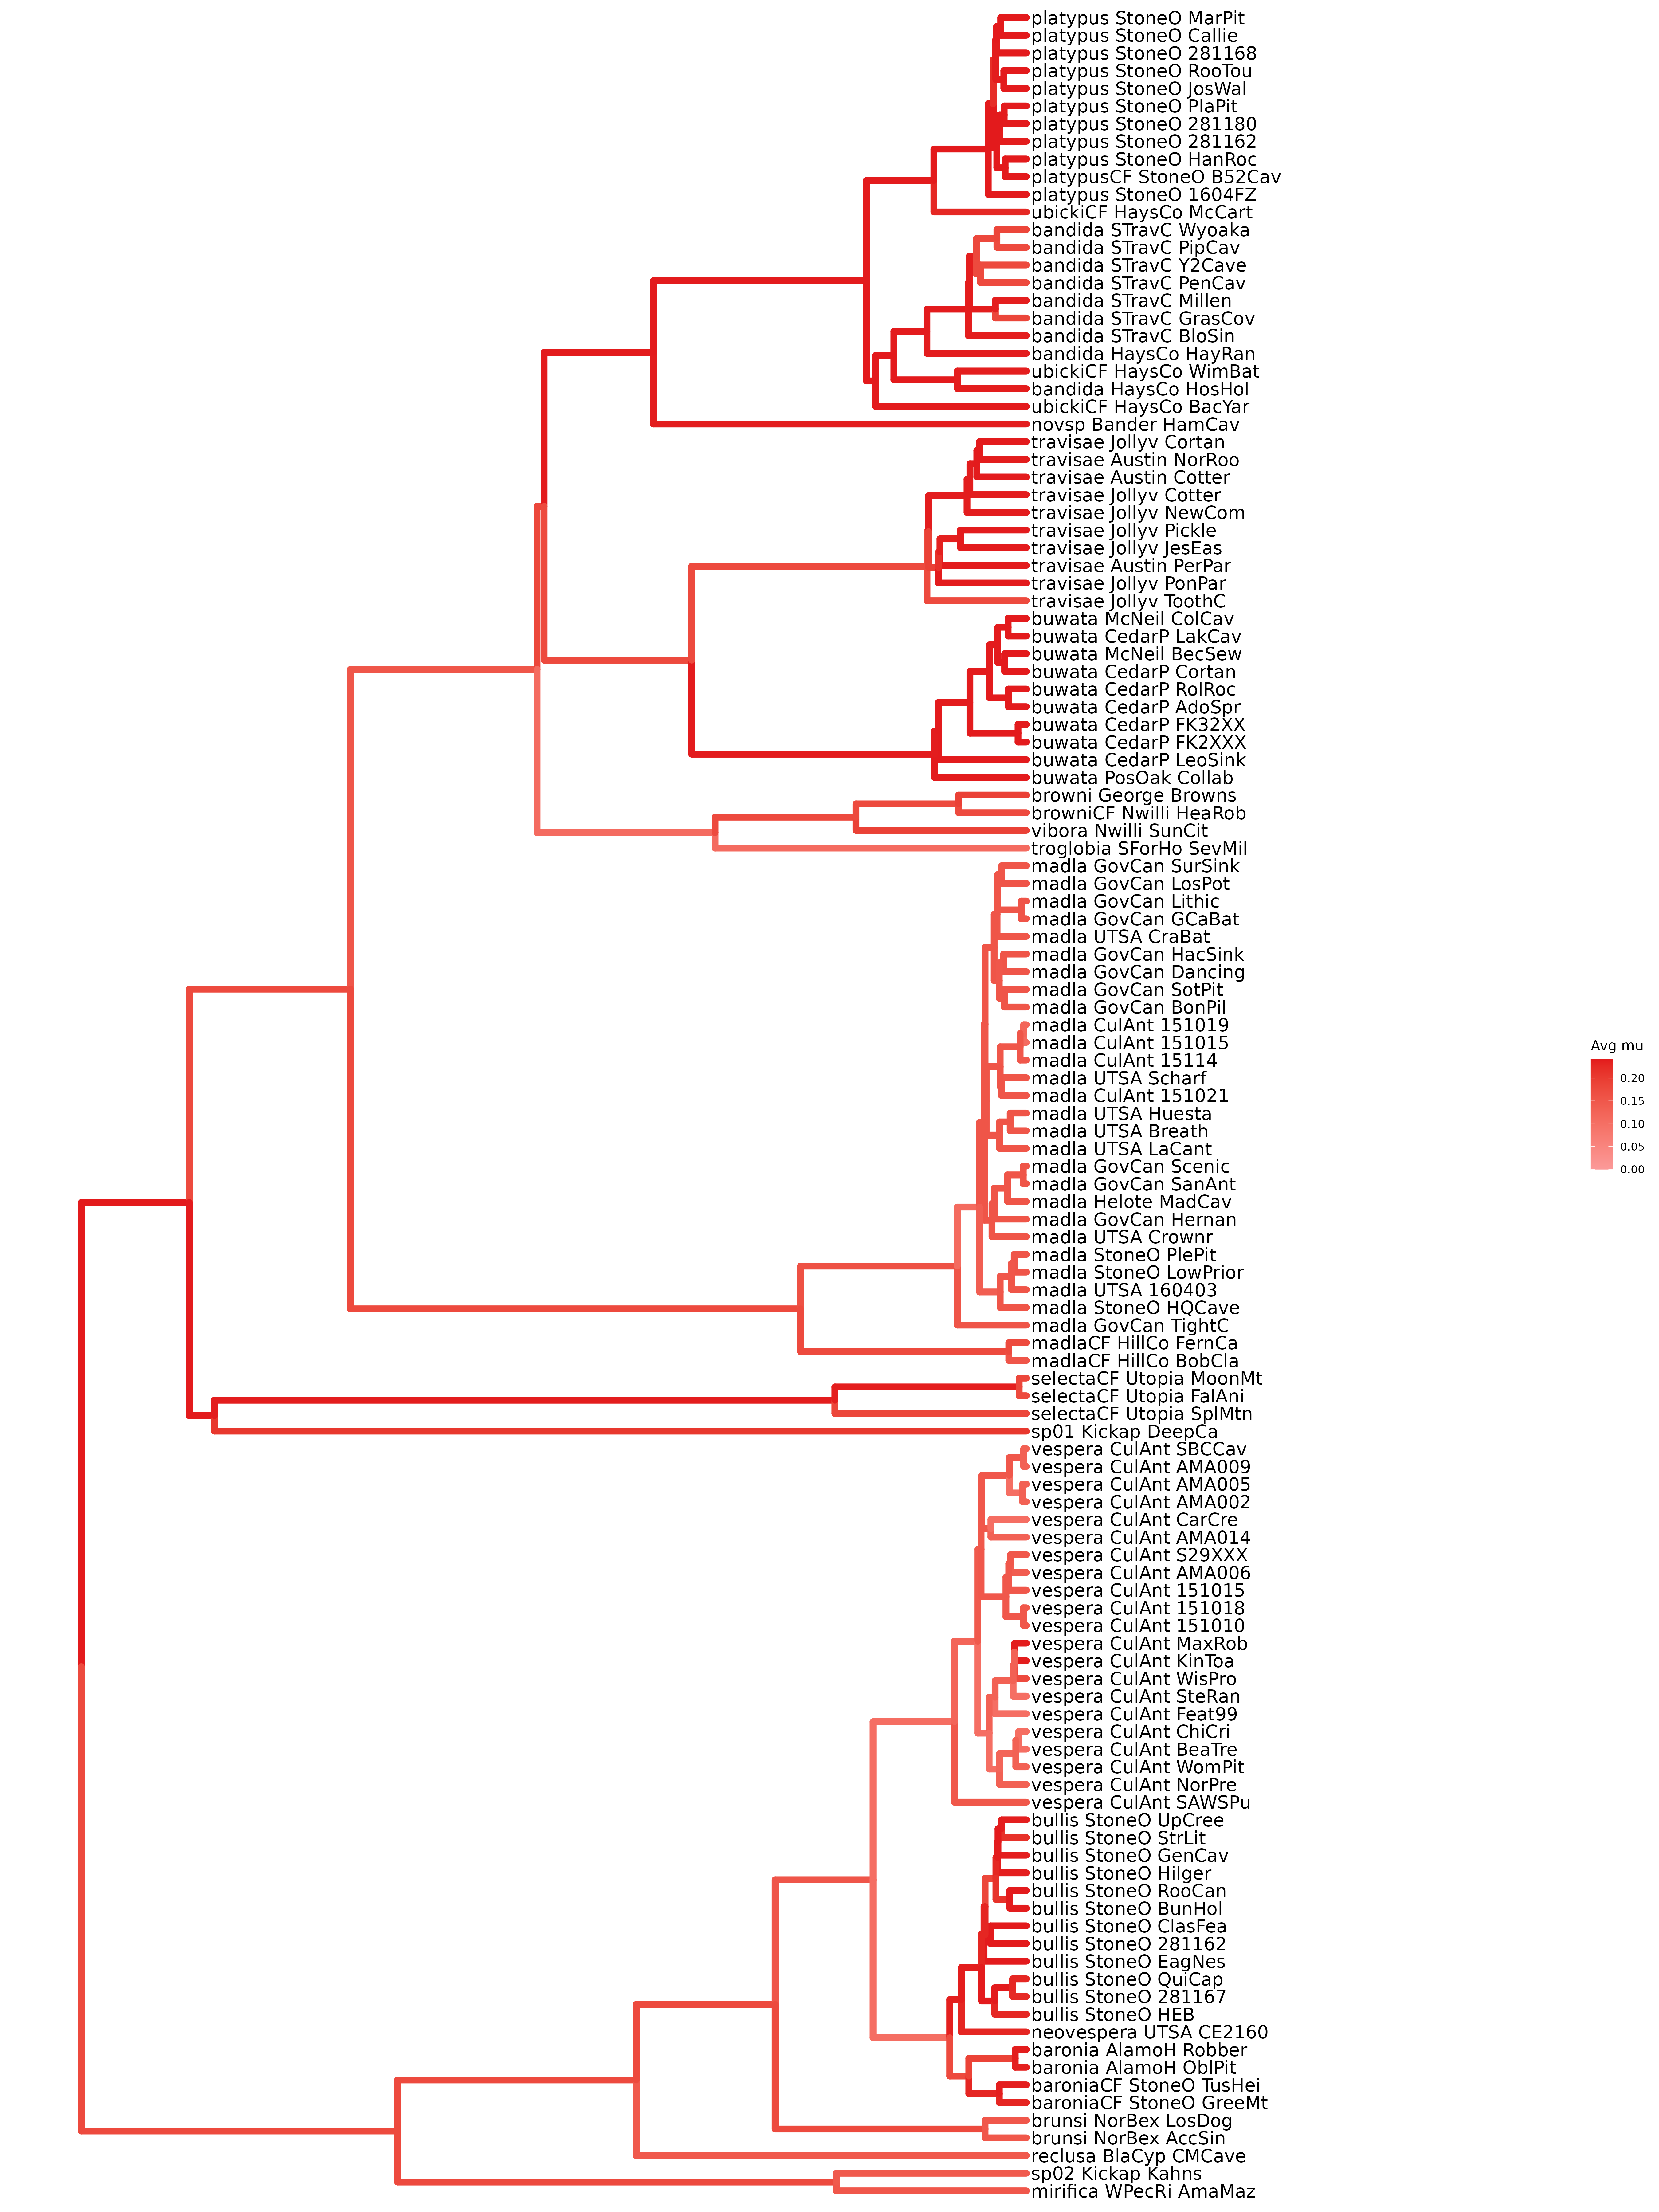 platypus StoneO MarPit
platypus StoneO Callie
platypus StoneO 281168
platypus StoneO RooTou
platypus StoneO JosWal
platypus StoneO PlaPit
platypus StoneO 281180
platypus StoneO 281162
platypus StoneO HanRoc
platypusCF StoneO B52Cav
platypus StoneO 1604FZ
ubickiCF HaysCo McCart
bandida STravC Wyoaka
bandida STravC PipCav
bandida STravC Y2Cave
bandida STravC PenCav
bandida STravC Millen
bandida STravC GrasCov
bandida STravC BloSin
bandida HaysCo HayRan
ubickiCF HaysCo WimBat
bandida HaysCo HosHol
ubickiCF HaysCo BacYar
novsp Bander HamCav
travisae Jollyv Cortan
travisae Austin NorRoo
travisae Austin Cotter
travisae Jollyv Cotter
travisae Jollyv NewCom
travisae Jollyv Pickle
travisae Jollyv JesEas
travisae Austin PerPar
travisae Jollyv PonPar
travisae Jollyv ToothC
buwata McNeil ColCav
buwata CedarP LakCav
buwata McNeil BecSew
buwata CedarP Cortan
buwata CedarP RolRoc
buwata CedarP AdoSpr
buwata CedarP FK32XX
buwata CedarP FK2XXX
buwata CedarP LeoSink
buwata PosOak Collab
browni George Browns
browniCF Nwilli HeaRob
vibora Nwilli SunCit
troglobia SForHo SevMil
madla GovCan SurSink
madla GovCan LosPot
madla GovCan Lithic
madla GovCan GCaBat
madla UTSA CraBat
madla GovCan HacSink
madla GovCan Dancing
madla GovCan SotPit
madla GovCan BonPil
madla CulAnt 151019
madla CulAnt 151015
madla CulAnt 15114
madla UTSA Scharf
madla CulAnt 151021
madla UTSA Huesta
madla UTSA Breath
madla UTSA LaCant
madla GovCan Scenic
madla GovCan SanAnt
madla Helote MadCav
madla GovCan Hernan
madla UTSA Crownr
madla StoneO PlePit
madla StoneO LowPrior
madla UTSA 160403
madla StoneO HQCave
madla GovCan TightC
madlaCF HillCo FernCa
madlaCF HillCo BobCla
selectaCF Utopia MoonMt
selectaCF Utopia FalAni
selectaCF Utopia SplMtn
sp01 Kickap DeepCa
vespera CulAnt SBCCav
vespera CulAnt AMA009
vespera CulAnt AMA005
vespera CulAnt AMA002
vespera CulAnt CarCre
vespera CulAnt AMA014
vespera CulAnt S29XXX
vespera CulAnt AMA006
vespera CulAnt 151015
vespera CulAnt 151018
vespera CulAnt 151010
vespera CulAnt MaxRob
vespera CulAnt KinToa
vespera CulAnt WisPro
vespera CulAnt SteRan
vespera CulAnt Feat99
vespera CulAnt ChiCri
vespera CulAnt BeaTre
vespera CulAnt WomPit
vespera CulAnt NorPre
vespera CulAnt SAWSPu
bullis StoneO UpCree
bullis StoneO StrLit
bullis StoneO GenCav
bullis StoneO Hilger
bullis StoneO RooCan
bullis StoneO BunHol
bullis StoneO ClasFea
bullis StoneO 281162
bullis StoneO EagNes
bullis StoneO QuiCap
bullis StoneO 281167
bullis StoneO HEB
neovespera UTSA CE2160
baronia AlamoH Robber
baronia AlamoH OblPit
baroniaCF StoneO TusHei
baroniaCF StoneO GreeMt
brunsi NorBex LosDog
brunsi NorBex AccSin
reclusa BlaCyp CMCave
sp02 Kickap Kahns
mirifica WPecRi AmaMaz
Avg mu
0.20
0.15
0.10
0.05
0.00